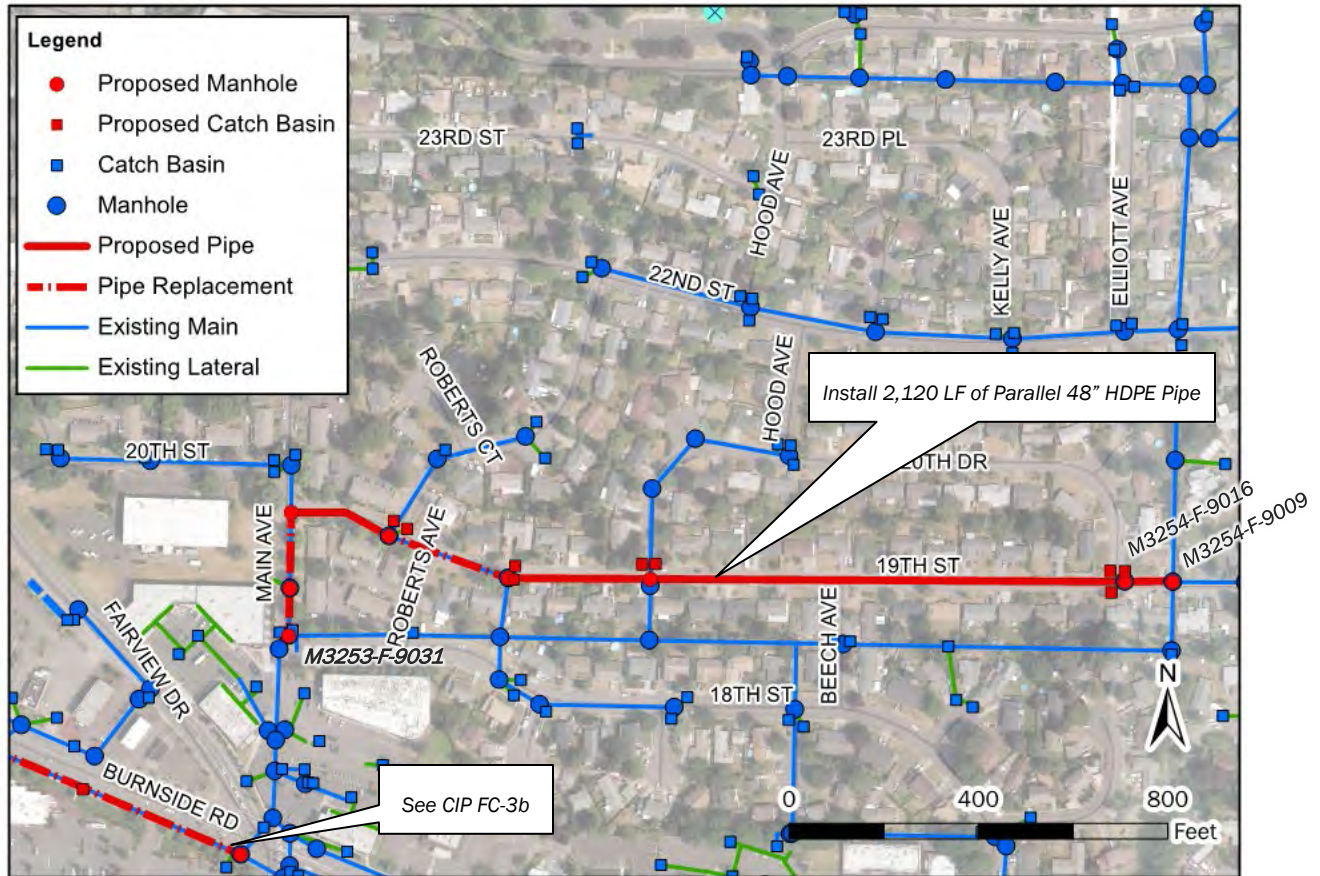 Legend
Proposed Manhole
Proposed Catch Basin
Catch Basin
Manhole
Proposed Pipe
Pipe Replacement
Existing Main
Existing Lateral
23RD ST
23RD PL
HOOD AVE
KELLY AVE
ELLIOTT AVE
22ND ST
ROBERTS CT
HOOD AVE
Install 2,120 LF of Parallel 48” HDPE Pipe
20TH ST
20TH DR
MAIN AVE
ROBERTS AVE
M3254-F-9016
M3254-F-9009
19TH ST
FAIRVIEW DR
M3253-F-9031
BEECH AVE
18TH ST
N
BURNSIDE RD
See CIP FC-3b
0 400 800
Feet